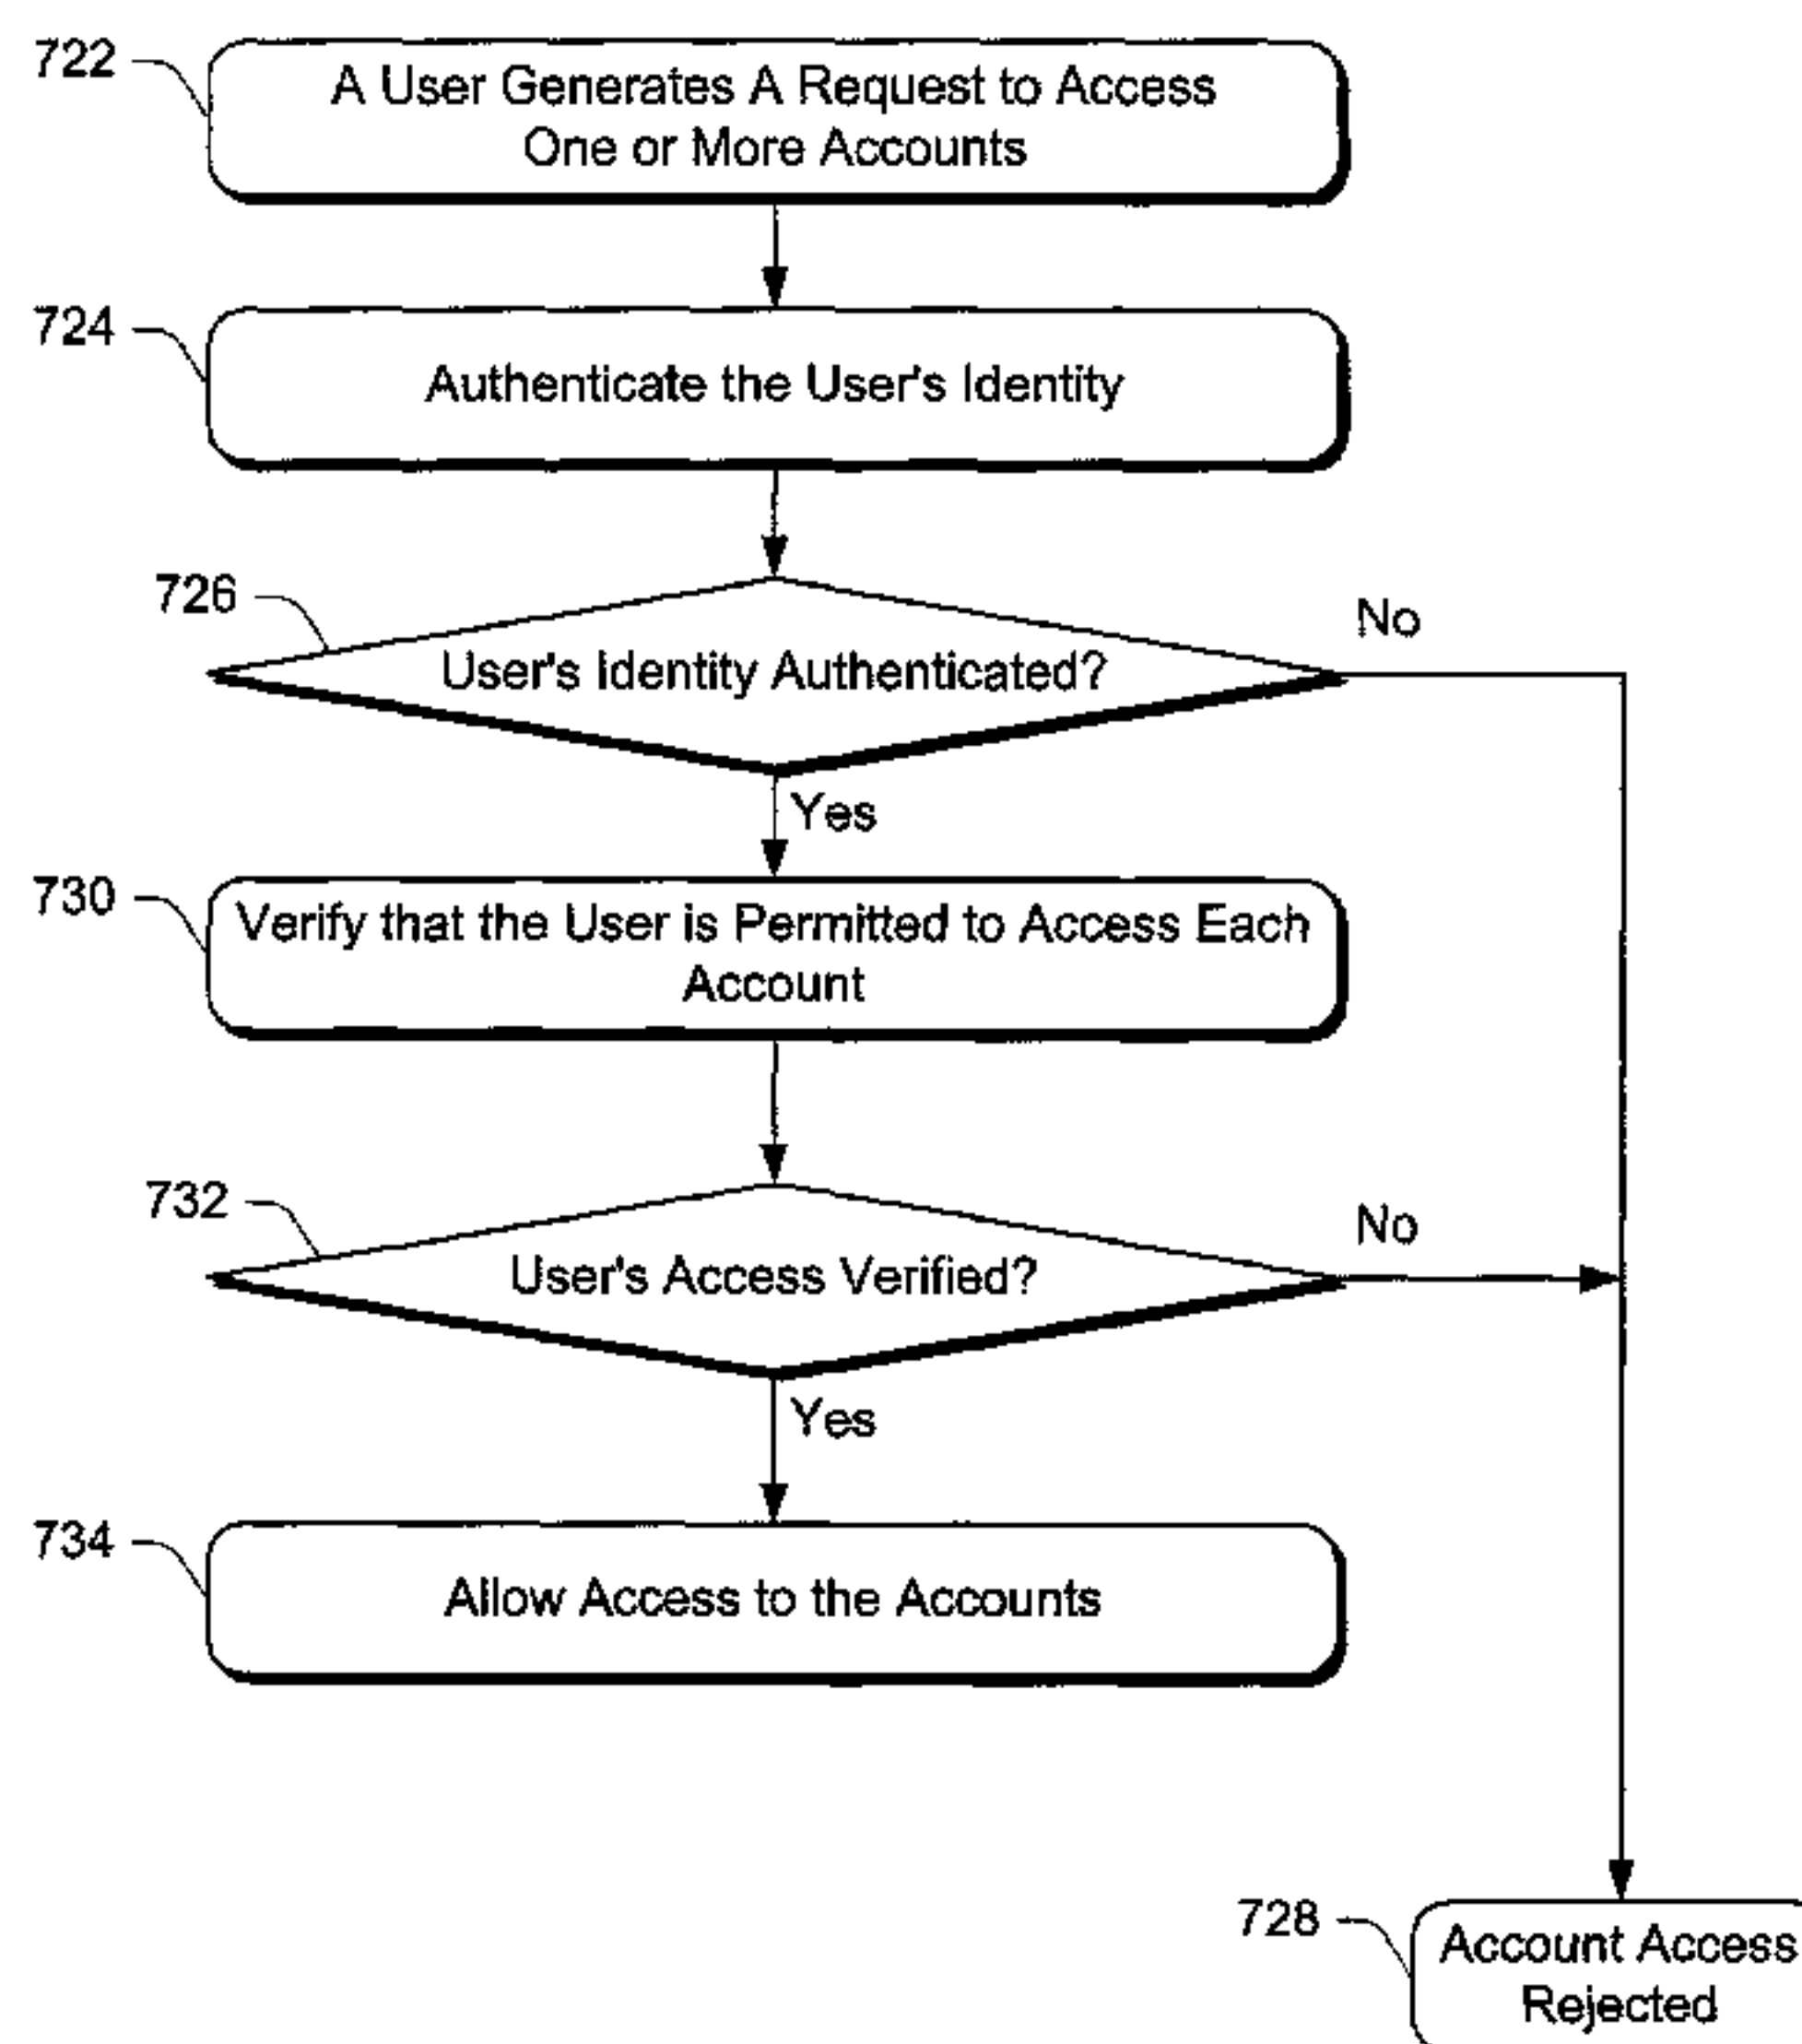 722
A User Generates A Request to Access
One or More Accounts
724
Authenticate the User's Identity
726
User's Identity Authenticated?
No
Yes
730
Verify that the User is Permitted to Access Each
Account
732
User's Access Verified?
No
Yes
734
Allow Access to the Accounts
728
Account Access
Rejected